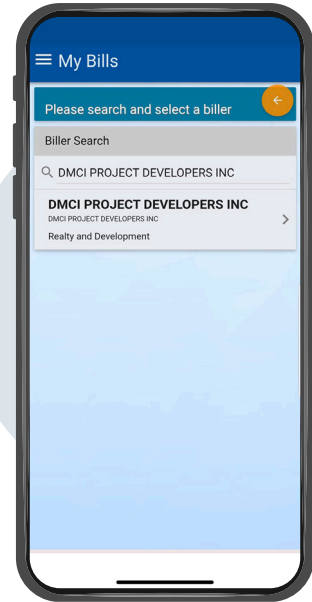 My Bills
Please search and select a biller
Biller Search
DMCI PROJECT DEVELOPERS INC
DMCI PROJECT DEVELOPERS INC
DMCI PROJECT DEVELOPERS INC
Realty and Development